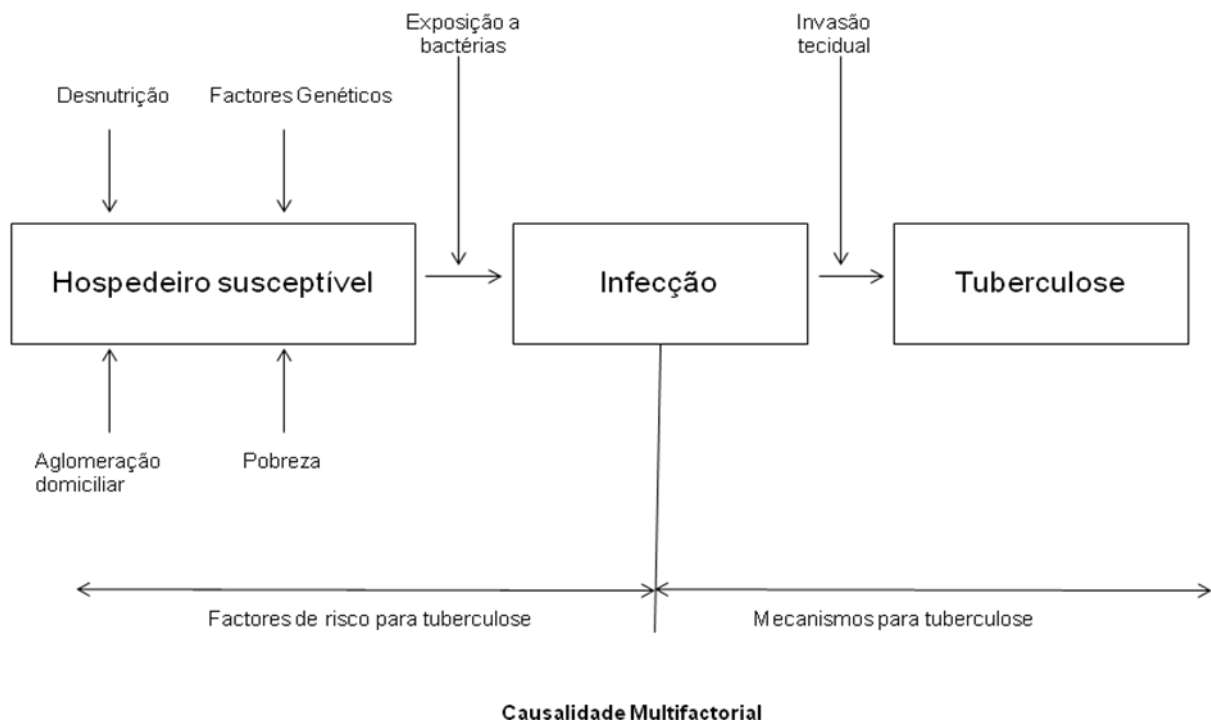 Exposição a
bactérias
Invasão
tecidual
Desnutrição
Factores Genéticos
Hospedeiro susceptível
Infecção
Tuberculose
Aglomeração
domiciliar
Pobreza
Factores de risco para tuberculose
Mecanismos para tuberculose
Causalidade Multifactorial